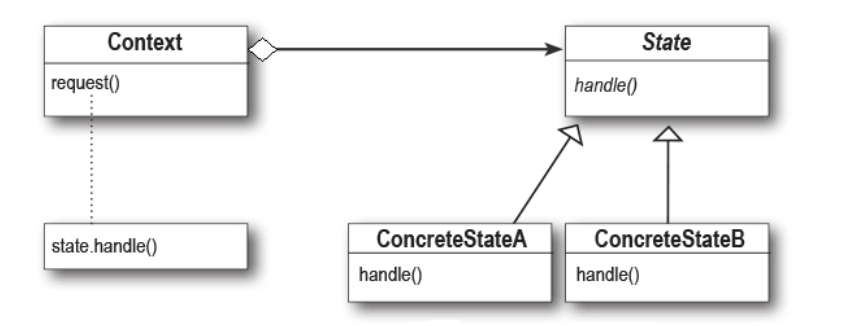 Context
request()
State
handle()
state.handle()
ConcreteStateA
handle()
ConcreteStateB
handle()